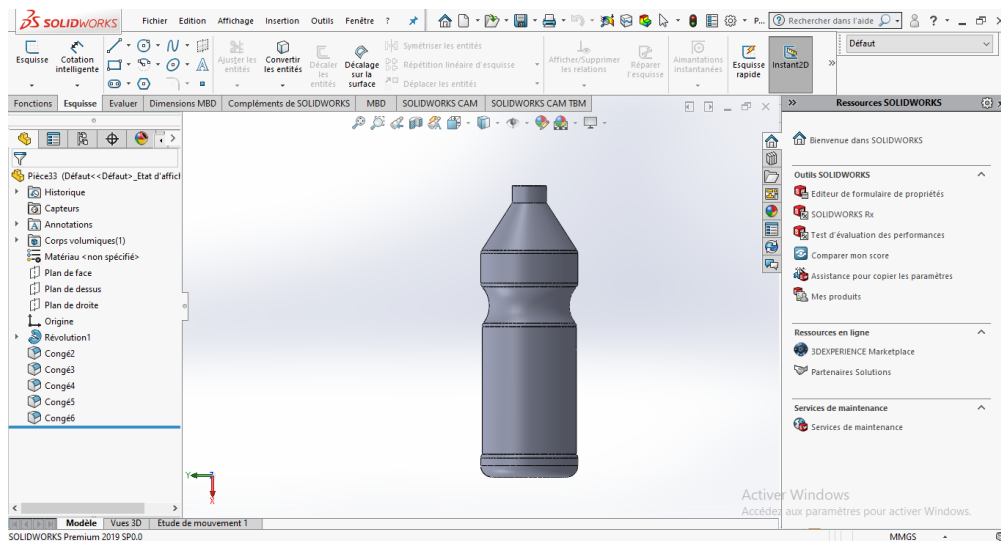 SOLIDWORKS Fichier Edition Affichage Insertion Outils Fenêtre ? P... Rechercher dans l'aide ?
Esquisse
Cotation intelligente
Ajuster les entités
Convertir les entités
Décaler les entités
Décalage sur la surface
Symétriser les entités
Répétition linéaire d'esquisse
Déplacer les entités
Afficher/Supprimer les relations
Réparer l'esquisse
Aimantations instantanées
Esquisse rapide
Instant2D
Défaut
Fonctions Esquisse Evaluer Dimensions MBD Compléments de SOLIDWORKS MBD SOLIDWORKS CAM SOLIDWORKS CAM TBM
Pièce33 (Défaut<<Défaut>_Etat d'affich
Historique
Capteurs
Annotations
Corps volumiques(1)
Matériau <non spécifié>
Plan de face
Plan de dessus
Plan de droite
Origine
Révolution1
Congé2
Congé3
Congé4
Congé5
Congé6
Y
Z
X
Ressources SOLIDWORKS
Bienvenue dans SOLIDWORKS
Outils SOLIDWORKS
Editeur de formulaire de propriétés
SOLIDWORKS Rx
Test d'évaluation des performances
Comparer mon score
Assistance pour copier les paramètres
Mes produits
Ressources en ligne
3DEXPERIENCE Marketplace
Partenaires Solutions
Services de maintenance
Services de maintenance
Activer Windows
Accédez aux paramètres pour activer Windows.
Modèle Vues 3D Etude de mouvement 1
SOLIDWORKS Premium 2019 SP0.0 MMGS